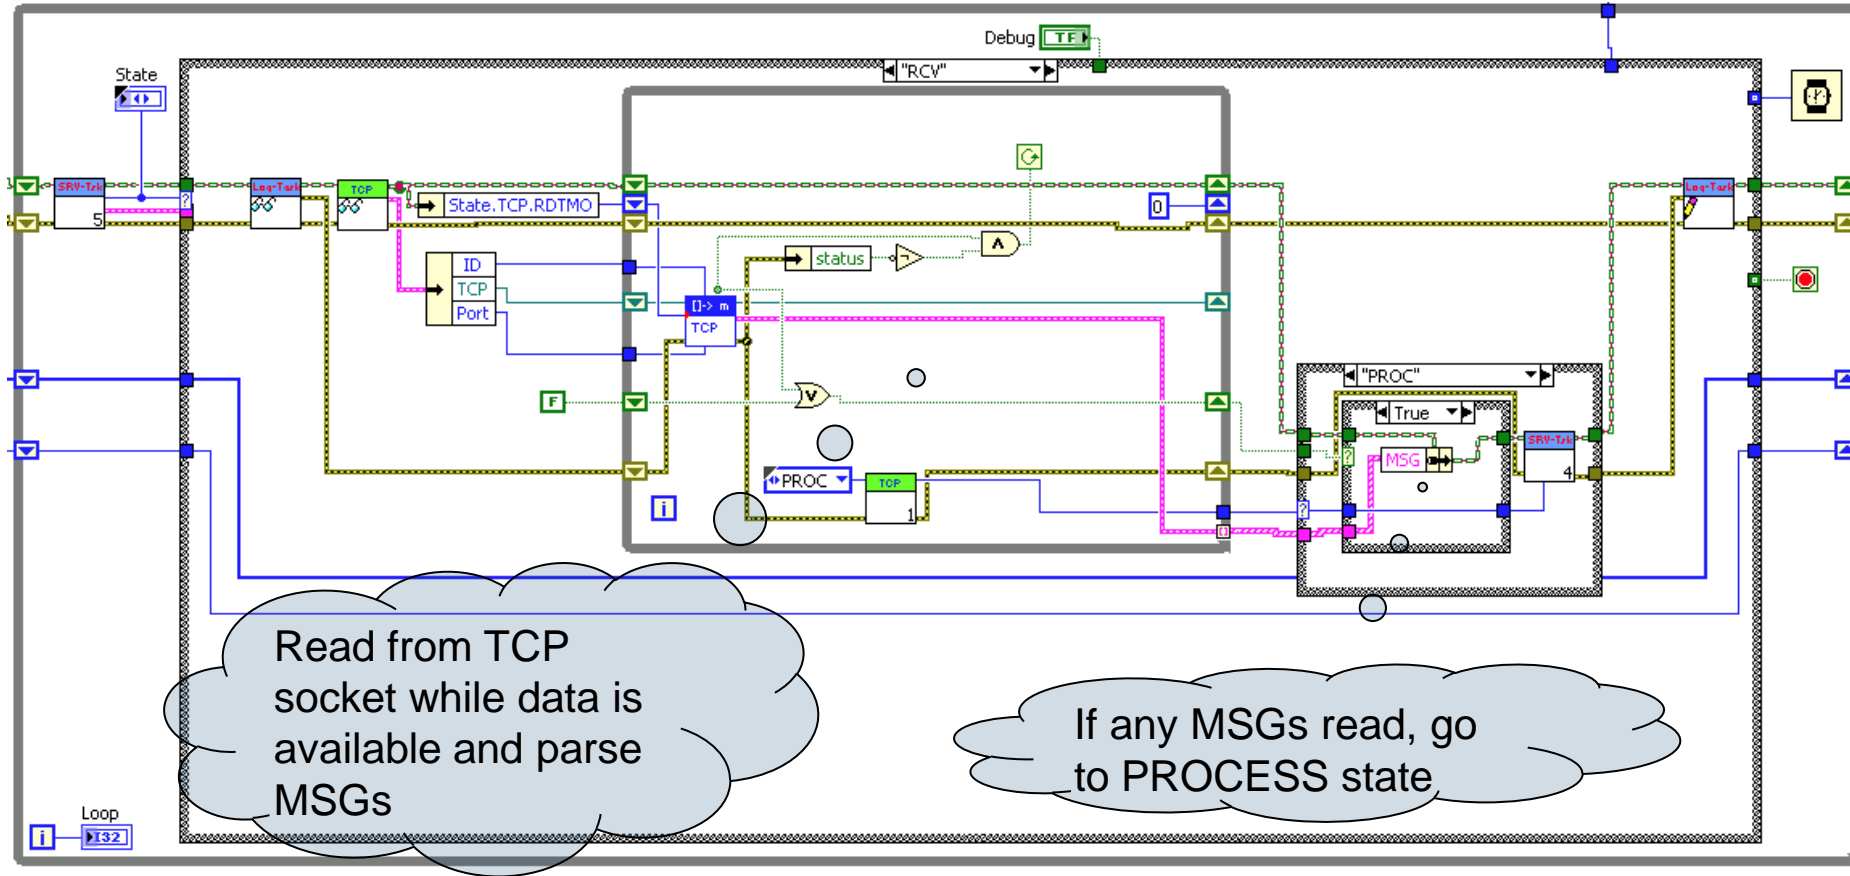 Debug TF
"RCV"
State
SRV-Tsk
5
?
Log-Task
TCP
State.TCP.RDTMO
0
Log-Task
ID
TCP
Port
status
[]-> m
TCP
F
V
PROC
TCP
1
i
"PROC"
True
?
MSG
SRV-Tsk
4
?
Read from TCP
socket while data is
available and parse
MSGs
If any MSGs read, go
to PROCESS state
Loop
i
I32